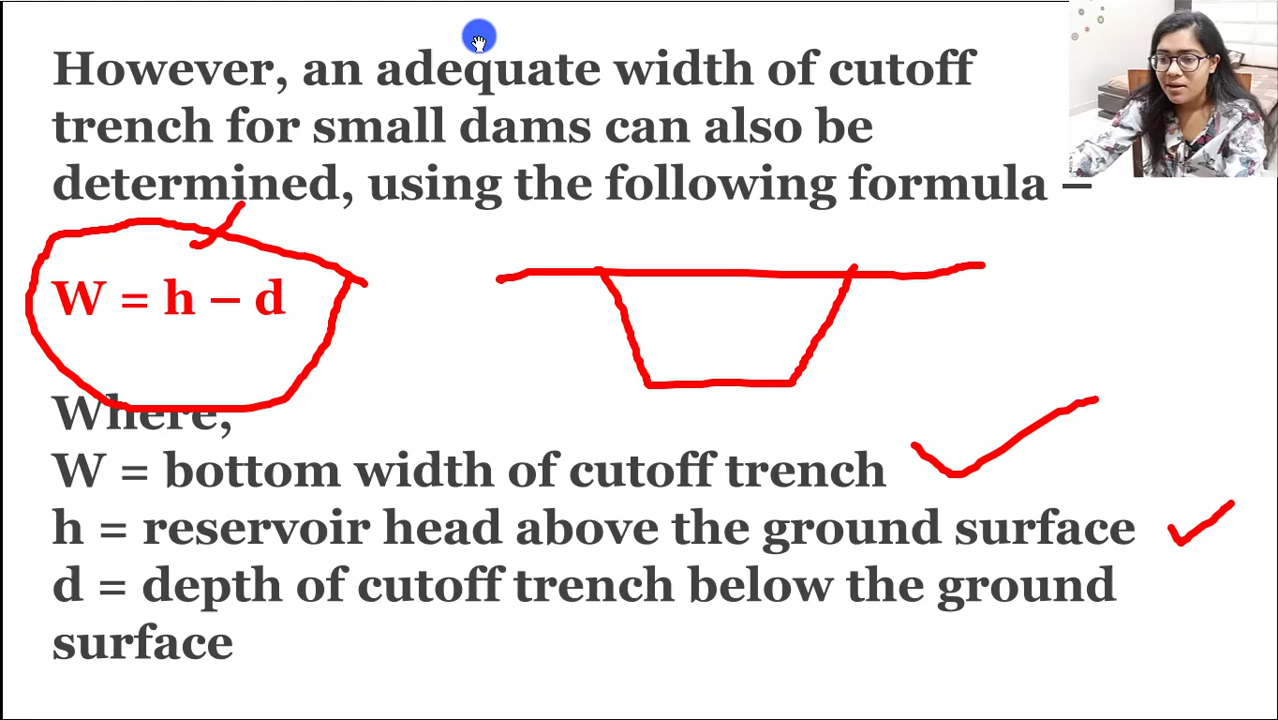 However, an adequate width of cutoff
trench for small dams can also be
determined, using the following formula –
W = h – d
Where,
W = bottom width of cutoff trench
h = reservoir head above the ground surface
d = depth of cutoff trench below the ground
surface